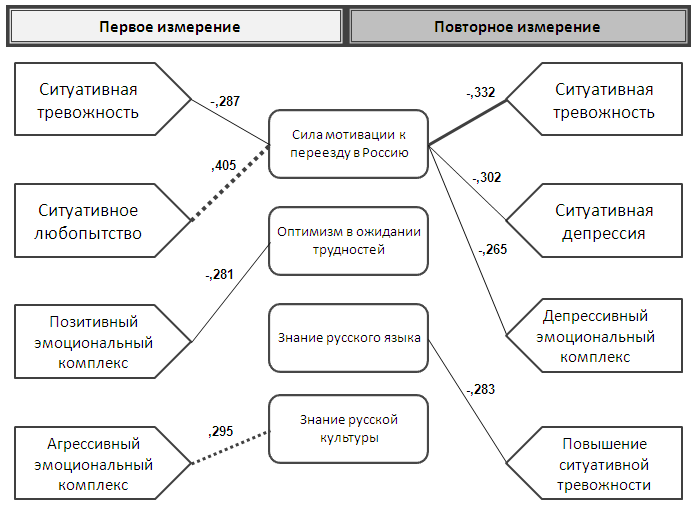 Первое измерение
Повторное измерение
Ситуативная
тревожность
-,287
Сила мотивации к
переезду в Россию
-,332
Ситуативная
тревожность
,405
-,302
Ситуативное
любопытство
Оптимизм в ожидании
трудностей
Ситуативная
депрессия
-,281
-,265
Позитивный
эмоциональный
комплекс
Знание русского языка
Депрессивный
эмоциональный
комплекс
-,283
,295
Знание русской
культуры
Агрессивный
эмоциональный
комплекс
Повышение
ситуативной
тревожности